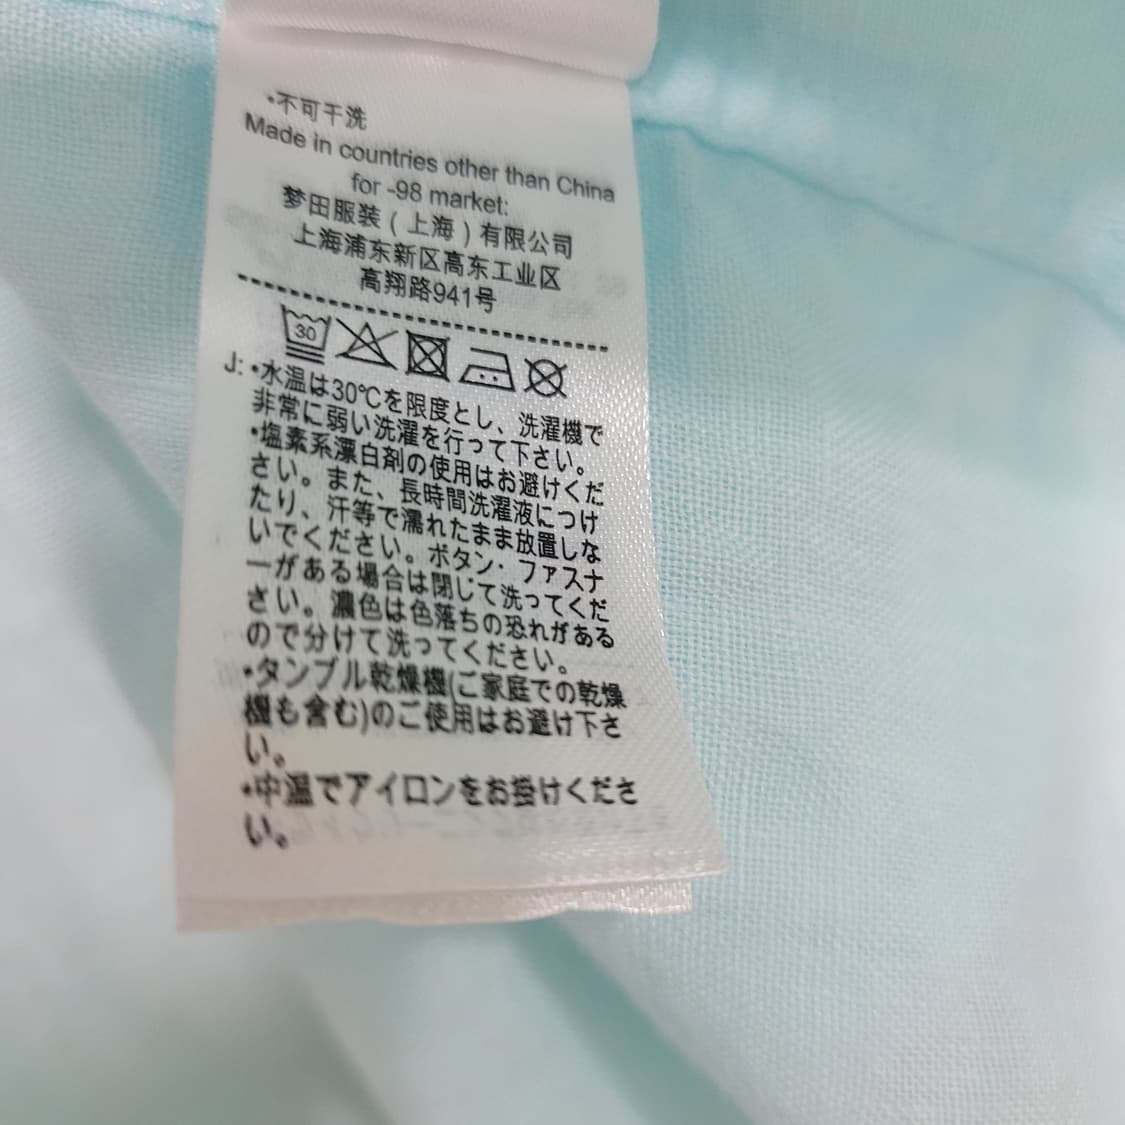 •不可干洗
Made in countries other than China
for -98 market:
梦田服装（上海）有限公司
上海浦东新区高东工业区
高翔路941号
30
J: •水温は30℃を限度とし、洗濯機で
非常に弱い洗濯を行って下さい。
•塩素系漂白剤の使用はお避けくだ
さい。また、長時間洗濯液につけ
たり、汗等で濡れたまま放置しな
いでください。ボタン・ファスナ
ーがある場合は閉じて洗ってくだ
さい。濃色は色落ちの恐れがある
ので分けて洗ってください。
•タンブル乾燥機(ご家庭での乾燥
機も含む)のご使用はお避け下さ
い。
•中温でアイロンをお掛けくださ
い。